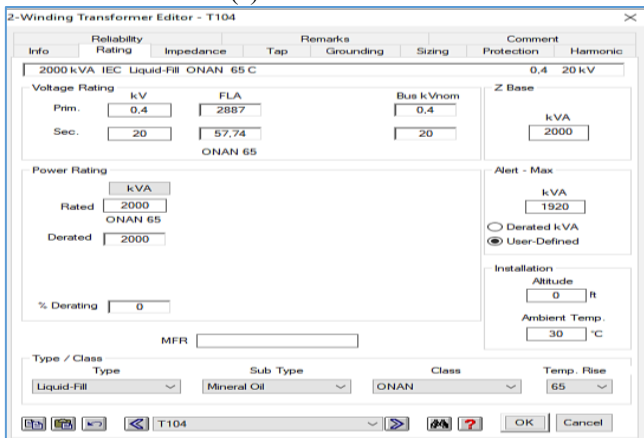 2-Winding Transformer Editor - T104
Reliability Remarks Comment
Info Rating Impedance Tap Grounding Sizing Protection Harmonic
2000 kVA IEC Liquid-Fill ONAN 65 C 0,4 20 kV
Voltage Rating Z Base
kV FLA Bus kVnom
Prim. 0,4 2887 0,4
kVA
Sec. 20 57,74 20 2000
ONAN 65
Power Rating Alert - Max
kVA kVA
Rated 2000 1920
ONAN 65
Derated kVA
Derated 2000
User-Defined
Installation
Altitude
0 ft
% Derating 0
Ambient Temp.
30 °C
MFR
Type / Class
Type Sub Type Class Temp. Rise
Liquid-Fill Mineral Oil ONAN 65
T104 ? OK Cancel